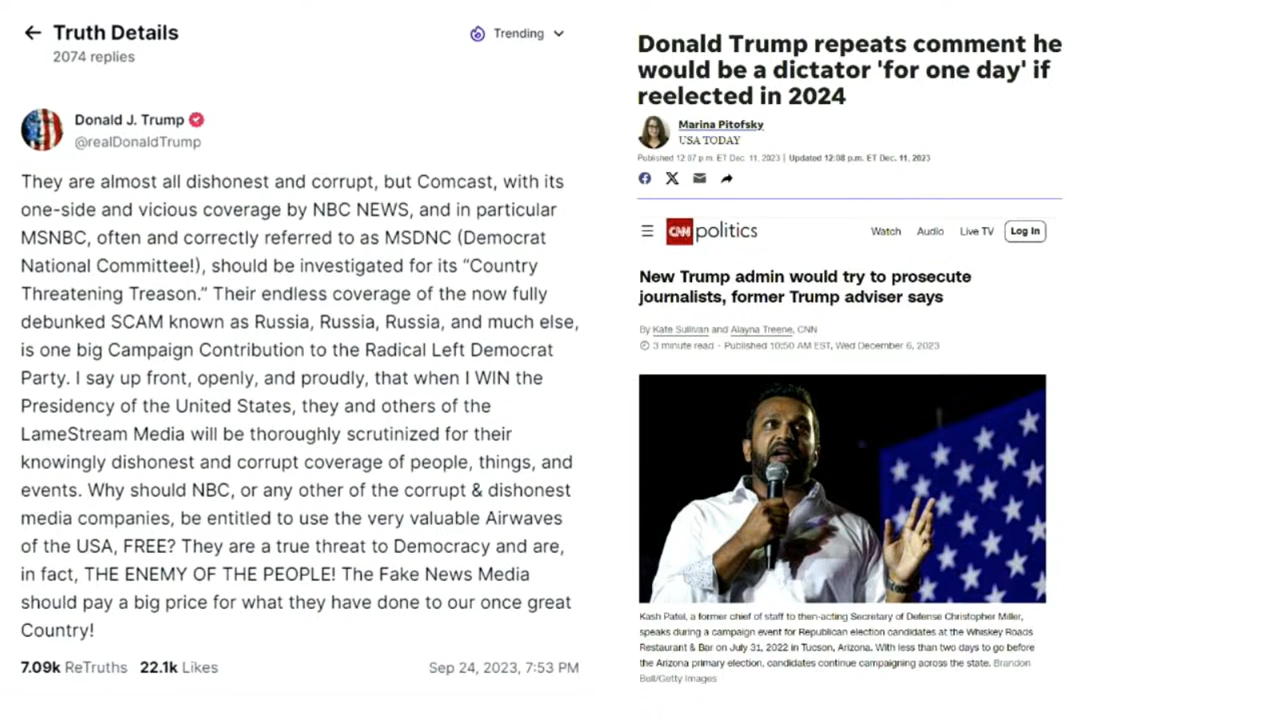 Truth Details
2074 replies
Trending
Donald J. Trump
@realDonaldTrump
They are almost all dishonest and corrupt, but Comcast, with its
one-side and vicious coverage by NBC NEWS, and in particular
MSNBC, often and correctly referred to as MSDNC (Democrat
National Committee!), should be investigated for its “Country
Threatening Treason.” Their endless coverage of the now fully
debunked SCAM known as Russia, Russia, Russia, and much else,
is one big Campaign Contribution to the Radical Left Democrat
Party. I say up front, openly, and proudly, that when I WIN the
Presidency of the United States, they and others of the
LameStream Media will be thoroughly scrutinized for their
knowingly dishonest and corrupt coverage of people, things, and
events. Why should NBC, or any other of the corrupt & dishonest
media companies, be entitled to use the very valuable Airwaves
of the USA, FREE? They are a true threat to Democracy and are,
in fact, THE ENEMY OF THE PEOPLE! The Fake News Media
should pay a big price for what they have done to our once great
Country!
7.09k ReTruths 22.1k Likes
Sep 24, 2023, 7:53 PM
Donald Trump repeats comment he
would be a dictator 'for one day' if
reelected in 2024
Marina Pitofsky
USA TODAY
Published 12:07 p.m. ET Dec. 11, 2023 | Updated 12:08 p.m. ET Dec. 11, 2023
CNN politics
Watch Audio Live TV Log In
New Trump admin would try to prosecute
journalists, former Trump adviser says
By Kate Sullivan and Alayna Treene, CNN
3 minute read · Published 10:50 AM EST, Wed December 6, 2023
Kash Patel, a former chief of staff to then-acting Secretary of Defense Christopher Miller,
speaks during a campaign event for Republican election candidates at the Whiskey Roads
Restaurant & Bar on July 31, 2022 in Tucson, Arizona. With less than two days to go before
the Arizona primary election, candidates continue campaigning across the state. Brandon
Bell/Getty Images